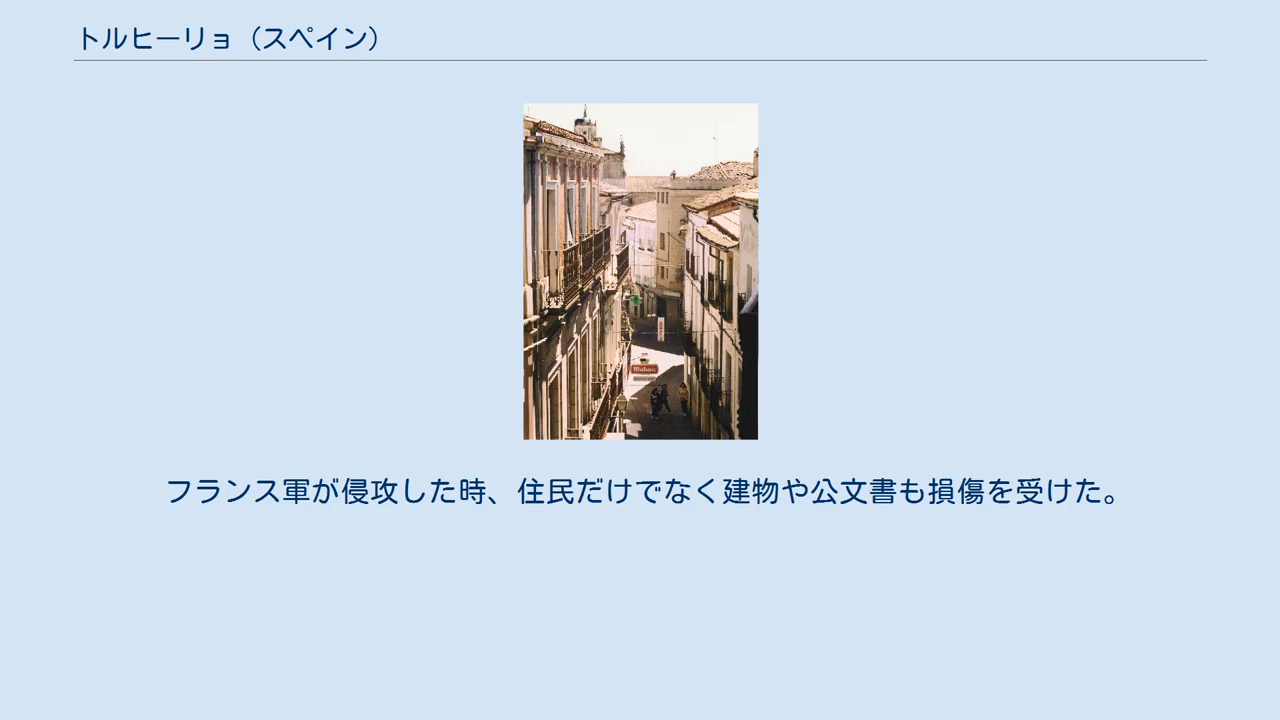 トルヒーリョ（スペイン）
Mahou
フランス軍が侵攻した時、住民だけでなく建物や公文書も損傷を受けた。